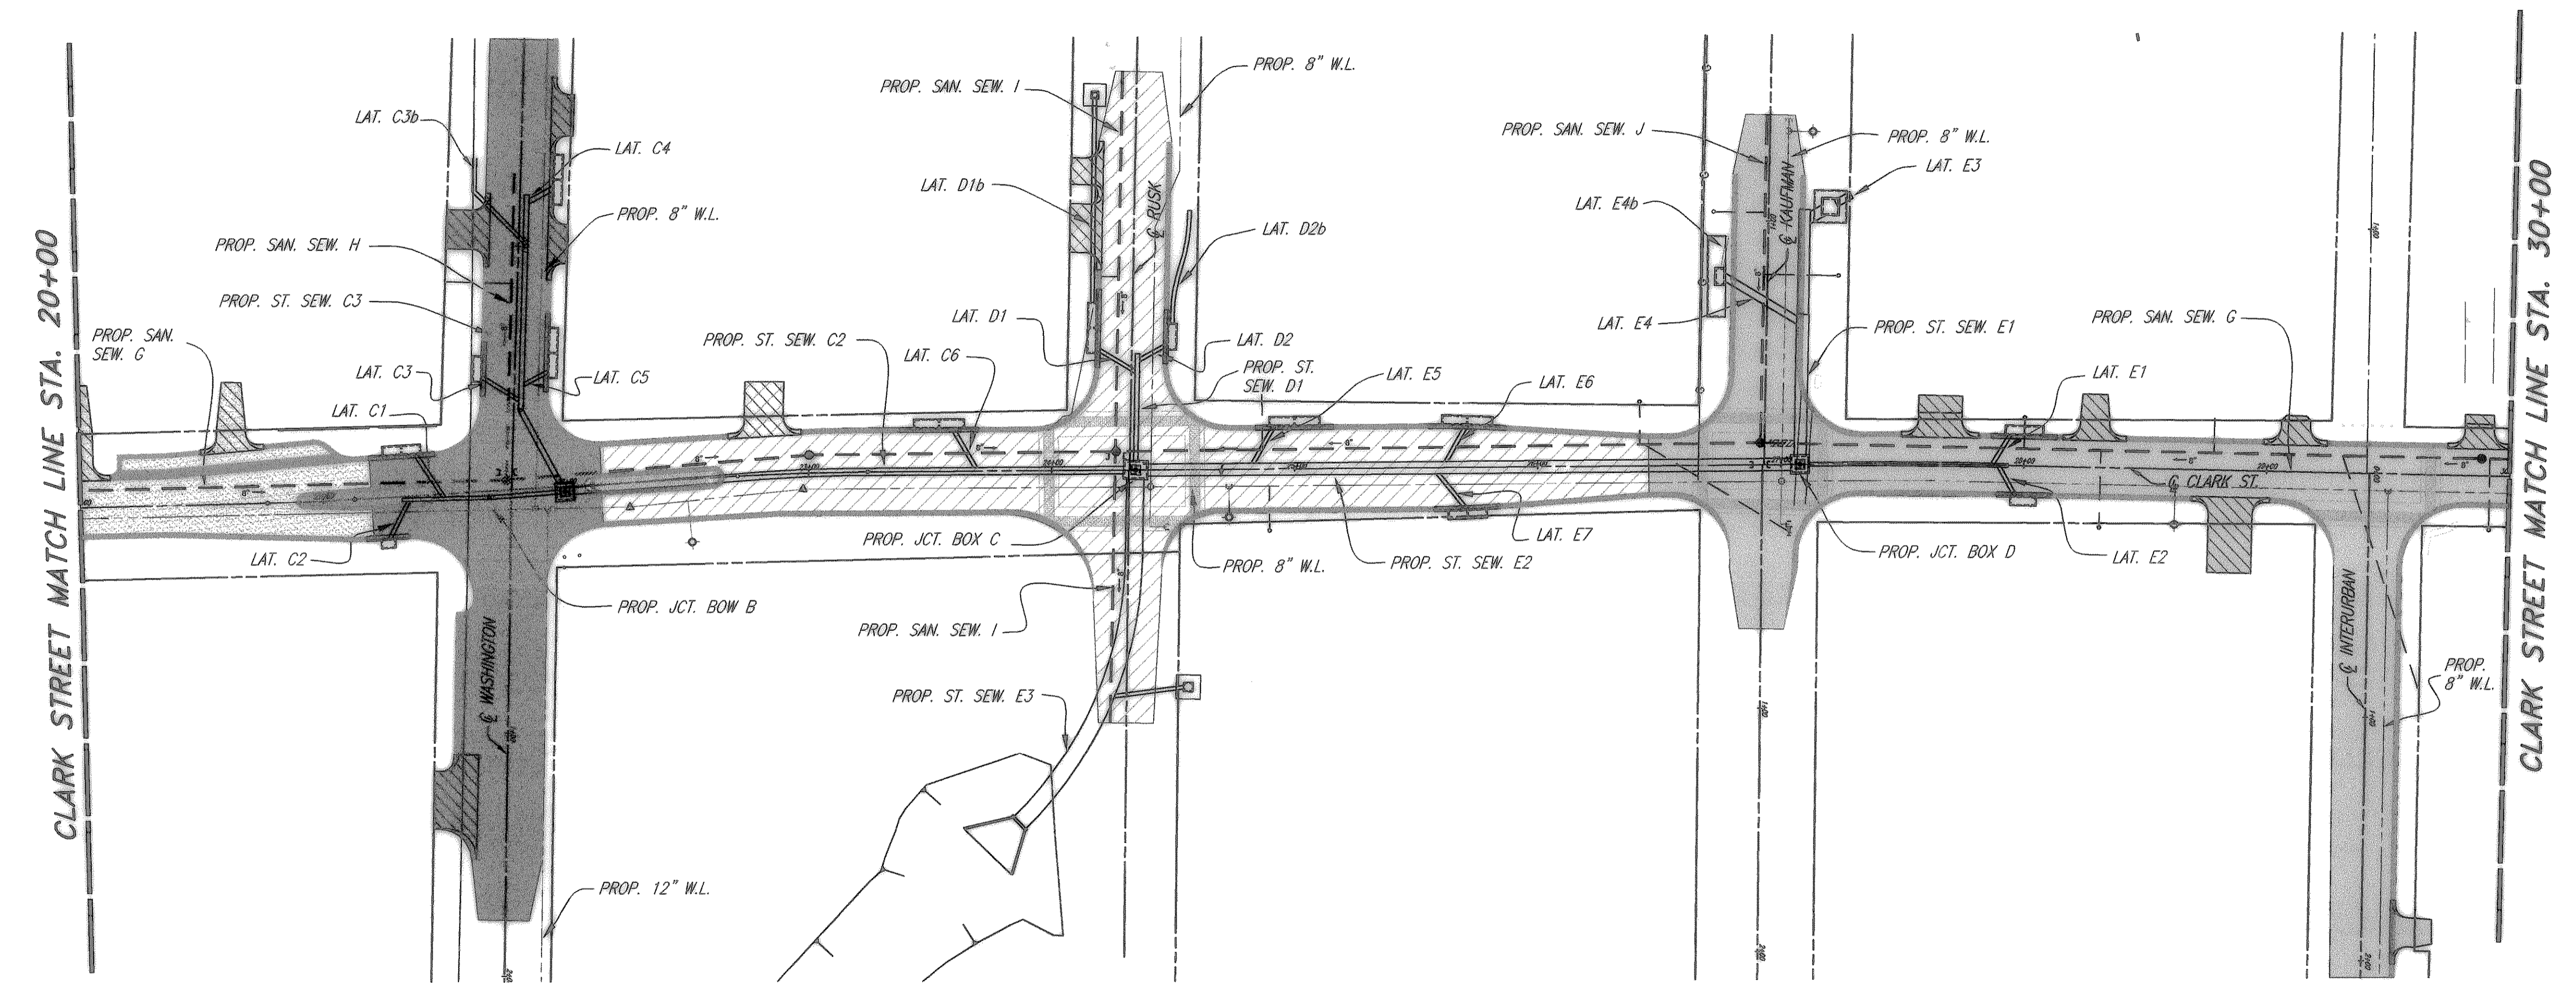 CLARK STREET MATCH LINE STA. 20+00
PROP. SAN.
SEW. G
LAT. C3b
LAT. C4
PROP. 8" W.L.
PROP. SAN. SEW. H
PROP. ST. SEW. C3
LAT. C3
LAT. C5
LAT. C1
LAT. C2
PROP. JCT. BOW B
℄ WASHINGTON
PROP. 12" W.L.
PROP. ST. SEW. C2
LAT. C6
PROP. SAN. SEW. I
PROP. 8" W.L.
LAT. D1b
℄ RUSK
LAT. D2b
LAT. D1
LAT. D2
PROP. ST.
SEW. D1
LAT. E5
LAT. E6
PROP. JCT. BOX C
PROP. 8" W.L.
PROP. ST. SEW. E2
LAT. E7
PROP. SAN. SEW. I
PROP. ST. SEW. E3
PROP. SAN. SEW. J
PROP. 8" W.L.
LAT. E3
℄ KAUFMAN
LAT. E4b
LAT. E4
PROP. ST. SEW. E1
PROP. SAN. SEW. G
LAT. E1
℄ CLARK ST.
PROP. JCT. BOX D
LAT. E2
℄ INTERURBAN
PROP.
8" W.L.
CLARK STREET MATCH LINE STA. 30+00